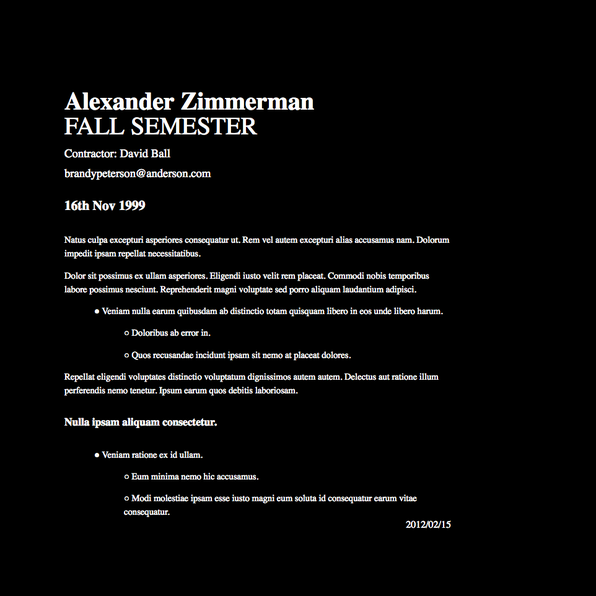 Alexander Zimmerman
FALL SEMESTER
Contractor: David Ball
brandypeterson@anderson.com
16th Nov 1999
Natus culpa excepturi asperiores consequatur ut. Rem vel autem excepturi alias accusamus nam. Dolorum
impedit ipsam repellat necessitatibus.
Dolor sit possimus ex ullam asperiores. Eligendi iusto velit rem placeat. Commodi nobis temporibus
labore possimus nesciunt. Reprehenderit magni voluptate sed porro aliquam laudantium adipisci.
● Veniam nulla earum quibusdam ab distinctio totam quisquam libero in eos unde libero harum.
○ Doloribus ab error in.
○ Quos recusandae incidunt ipsam sit nemo at placeat dolores.
Repellat eligendi voluptates distinctio voluptatum dignissimos autem autem. Delectus aut ratione illum
perferendis nemo tenetur. Ipsum earum quos debitis laboriosam.
Nulla ipsam aliquam consectetur.
● Veniam ratione ex id ullam.
○ Eum minima nemo hic accusamus.
○ Modi molestiae ipsam esse iusto magni eum soluta id consequatur earum vitae
consequatur.
2012/02/15